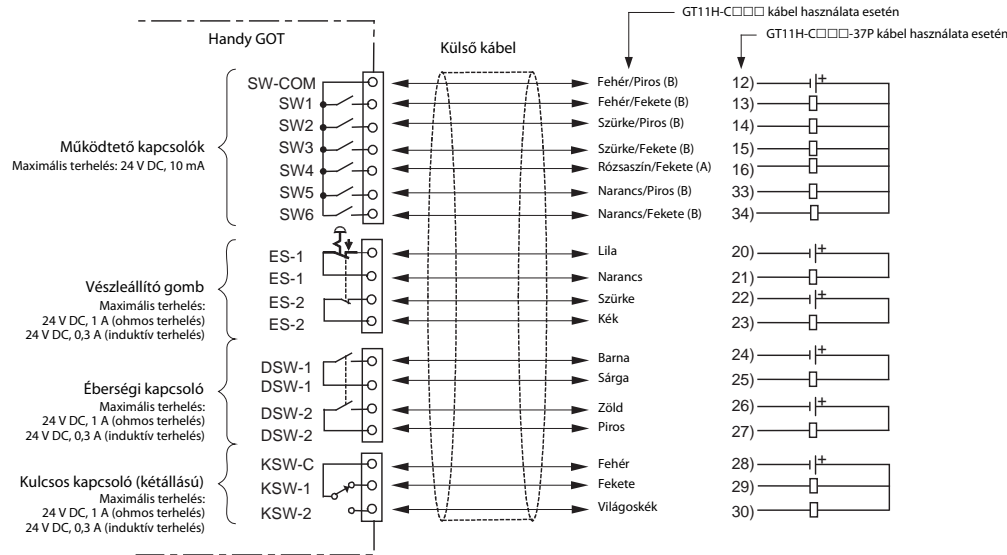 GT11H-C□□□ kábel használata esetén
GT11H-C□□□-37P kábel használata esetén
Handy GOT
Külső kábel
Működtető kapcsolók
Maximális terhelés: 24 V DC, 10 mA
SW-COM Fehér/Piros (B) 12) +
SW1 Fehér/Fekete (B) 13)
SW2 Szürke/Piros (B) 14)
SW3 Szürke/Fekete (B) 15)
SW4 Rózsaszín/Fekete (A) 16)
SW5 Narancs/Piros (B) 33)
SW6 Narancs/Fekete (B) 34)
Vészleállító gomb
Maximális terhelés:
24 V DC, 1 A (ohmos terhelés)
24 V DC, 0,3 A (induktív terhelés)
ES-1 Lila 20) +
ES-1 Narancs 21)
ES-2 Szürke 22) +
ES-2 Kék 23)
Éberségi kapcsoló
Maximális terhelés:
24 V DC, 1 A (ohmos terhelés)
24 V DC, 0,3 A (induktív terhelés)
DSW-1 Barna 24) +
DSW-1 Sárga 25)
DSW-2 Zöld 26) +
DSW-2 Piros 27)
Kulcsos kapcsoló (kétállású)
Maximális terhelés:
24 V DC, 1 A (ohmos terhelés)
24 V DC, 0,3 A (induktív terhelés)
KSW-C Fehér 28) +
KSW-1 Fekete 29)
KSW-2 Világoskék 30)